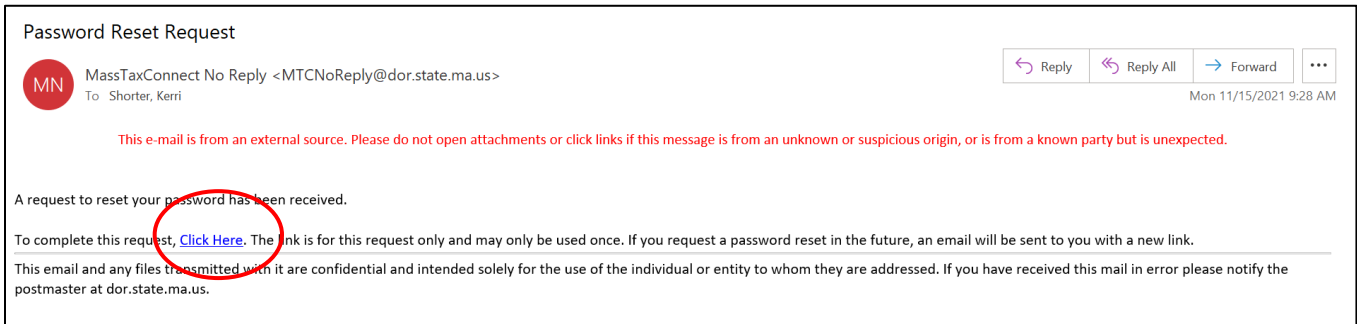 Password Reset Request
MN
MassTaxConnect No Reply <MTCNoReply@dor.state.ma.us>
To Shorter, Kerri
Reply
Reply All
Forward
Mon 11/15/2021 9:28 AM
This e-mail is from an external source. Please do not open attachments or click links if this message is from an unknown or suspicious origin, or is from a known party but is unexpected.
A request to reset your password has been received.
To complete this request, Click Here. The link is for this request only and may only be used once. If you request a password reset in the future, an email will be sent to you with a new link.
This email and any files transmitted with it are confidential and intended solely for the use of the individual or entity to whom they are addressed. If you have received this mail in error please notify the
postmaster at dor.state.ma.us.